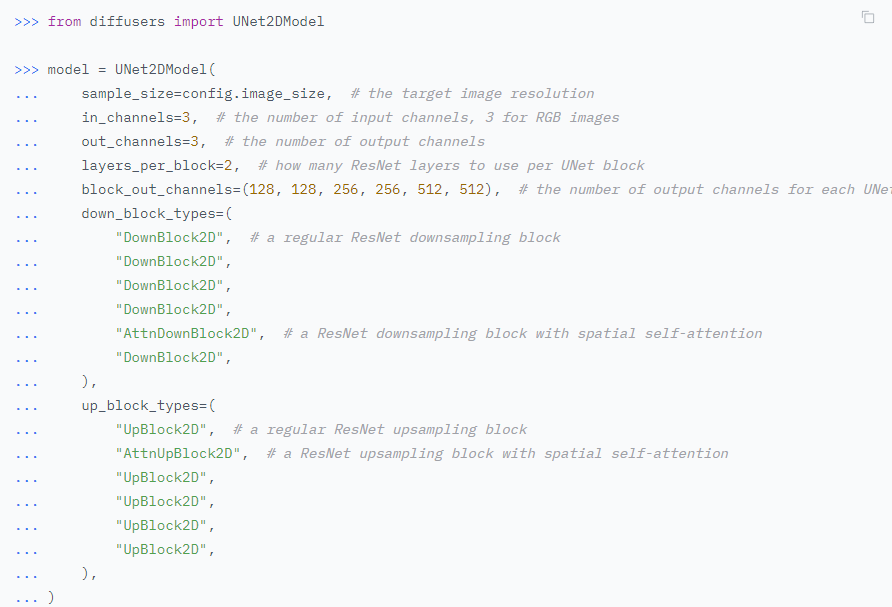 >>> from diffusers import UNet2DModel
>>> model = UNet2DModel(
...     sample_size=config.image_size,  # the target image resolution
...     in_channels=3,  # the number of input channels, 3 for RGB images
...     out_channels=3,  # the number of output channels
...     layers_per_block=2,  # how many ResNet layers to use per UNet block
...     block_out_channels=(128, 128, 256, 256, 512, 512),  # the number of output channels for each UNet
...     down_block_types=(
...         "DownBlock2D",  # a regular ResNet downsampling block
...         "DownBlock2D",
...         "DownBlock2D",
...         "DownBlock2D",
...         "AttnDownBlock2D",  # a ResNet downsampling block with spatial self-attention
...         "DownBlock2D",
...     ),
...     up_block_types=(
...         "UpBlock2D",  # a regular ResNet upsampling block
...         "AttnUpBlock2D",  # a ResNet upsampling block with spatial self-attention
...         "UpBlock2D",
...         "UpBlock2D",
...         "UpBlock2D",
...         "UpBlock2D",
...     ),
... )